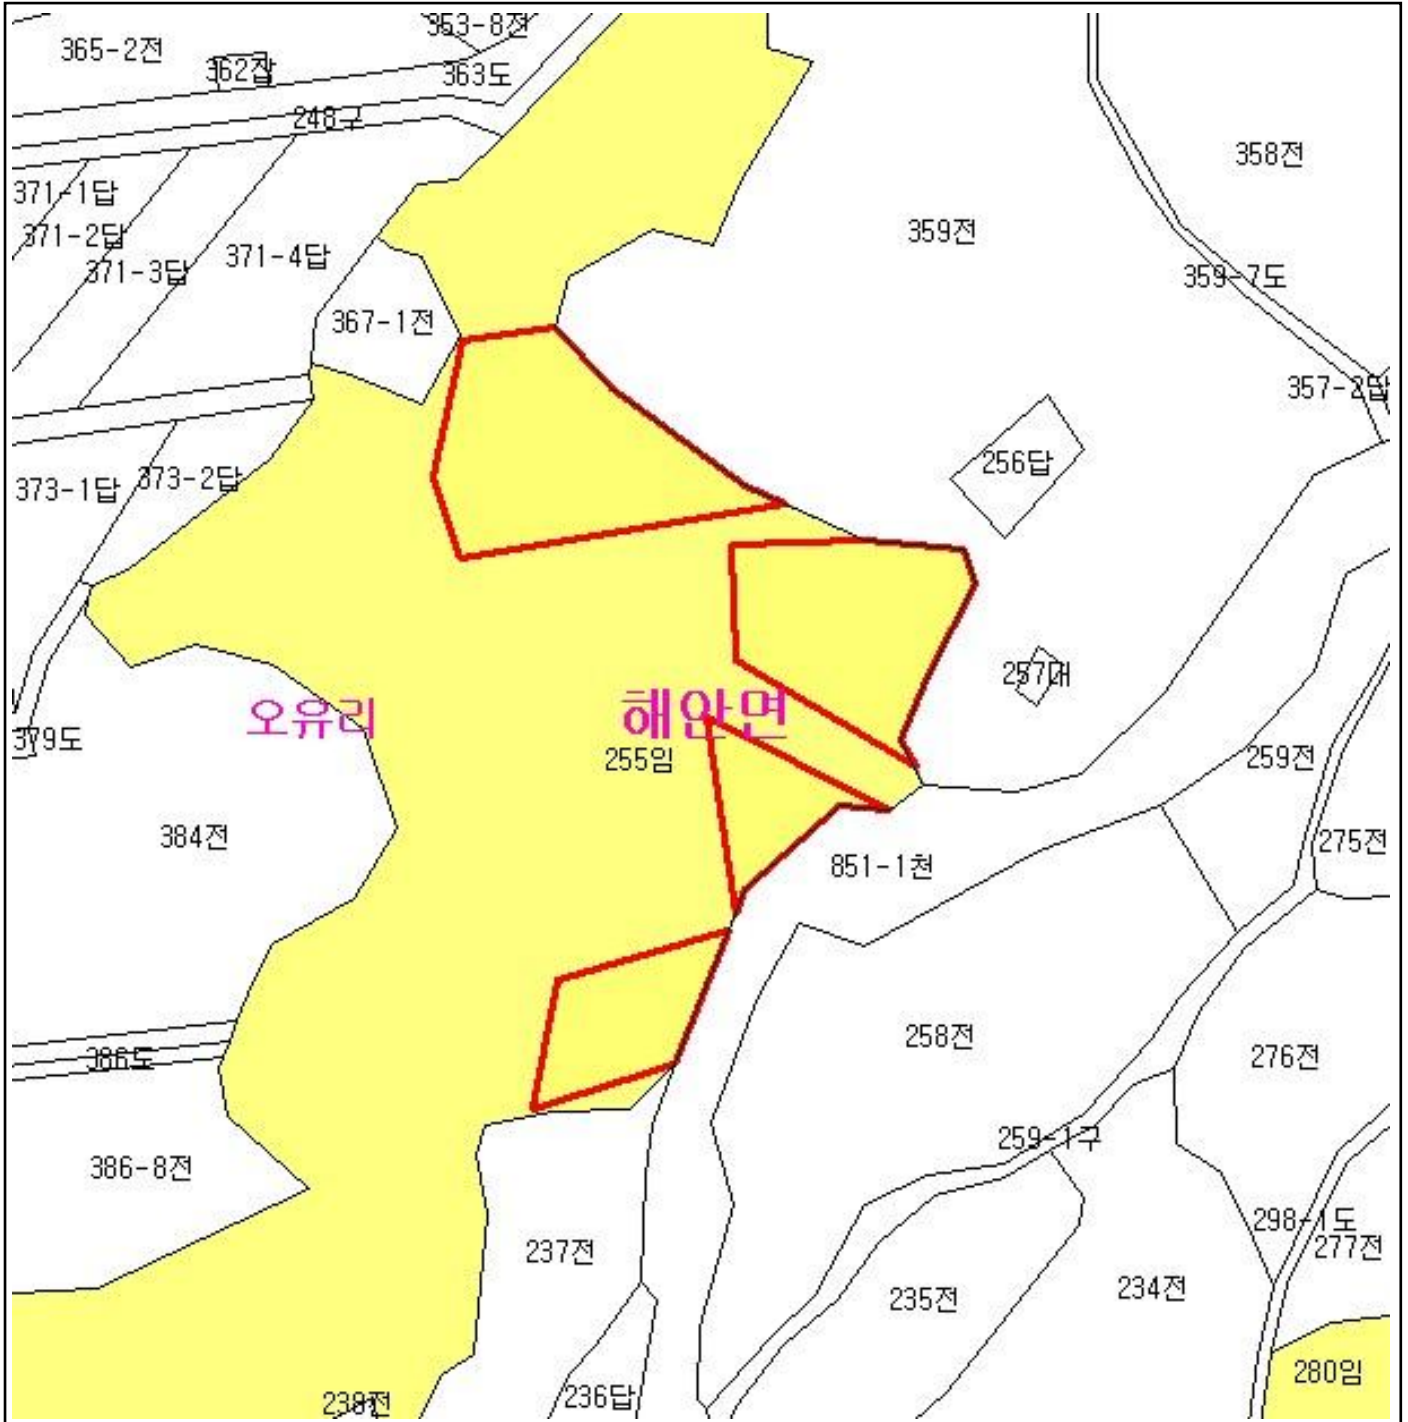 353-8전
365-2전
362잡
363도
248구
371-1답
371-2답
371-3답
371-4답
358전
359전
359-7도
367-1전
357-2답
373-1답
373-2답
256답
257대
오유리
해안면
379도
255임
259전
384전
851-1천
275전
258전
386도
276전
259-1구
386-8전
298-1도
237전
277전
235전
234전
280임
238전
236답